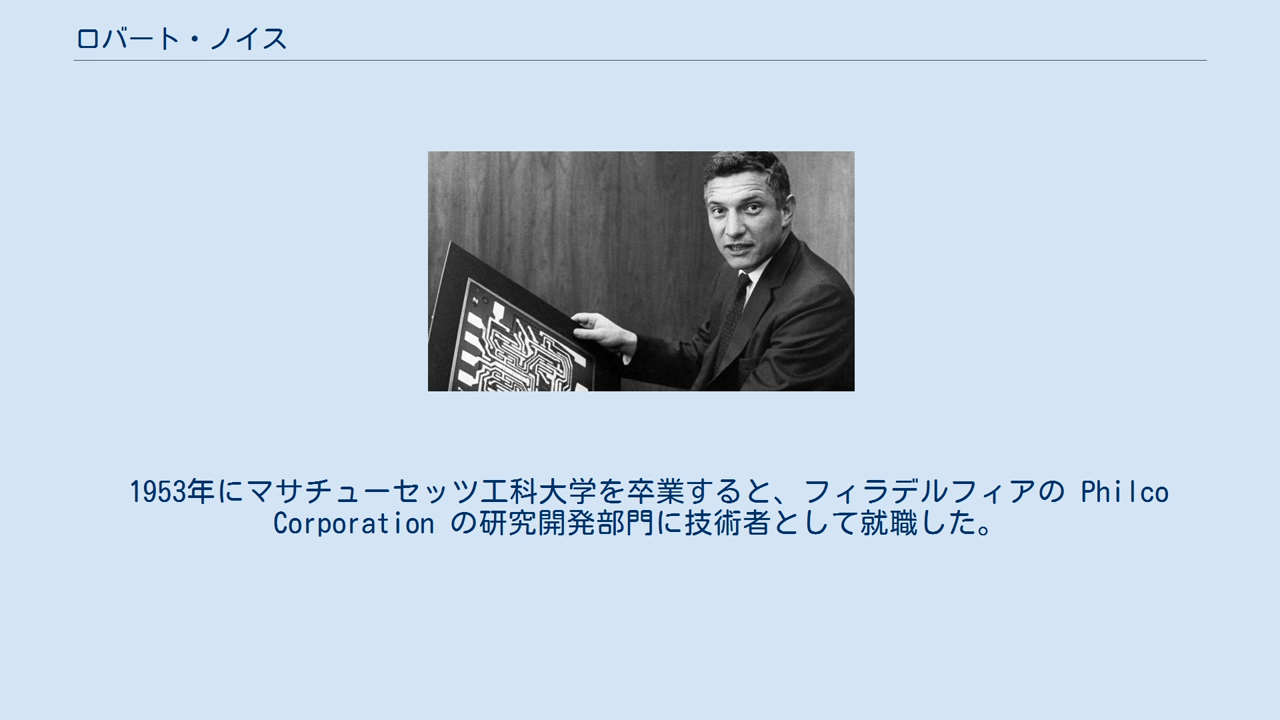 ロバート・ノイス
1953年にマサチューセッツ工科大学を卒業すると、フィラデルフィアの Philco
Corporation の研究開発部門に技術者として就職した。